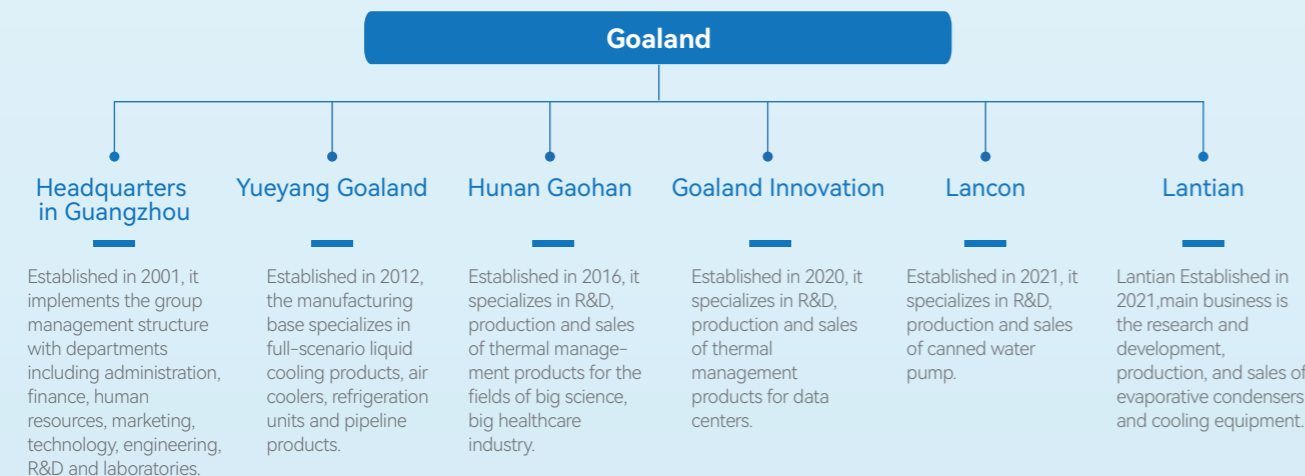 Goaland
Headquarters
in Guangzhou
Established in 2001, it
implements the group
management structure
with departments
including administration,
finance, human
resources, marketing,
technology, engineering,
R&D and laboratories.
Yueyang Goaland
Established in 2012,
the manufacturing
base specializes in
full-scenario liquid
cooling products, air
coolers, refrigeration
units and pipeline
products.
Hunan Gaohan
Established in 2016, it
specializes in R&D,
production and sales
of thermal manage-
ment products for the
fields of big science,
big healthcare
industry.
Goaland Innovation
Established in 2020, it
specializes in R&D,
production and sales
of thermal
management
products for data
centers.
Lancon
Established in 2021, it
specializes in R&D,
production and sales
of canned water
pump.
Lantian
Lantian Established in
2021,main business is
the research and
development,
production, and sales of
evaporative condensers
and cooling equipment.